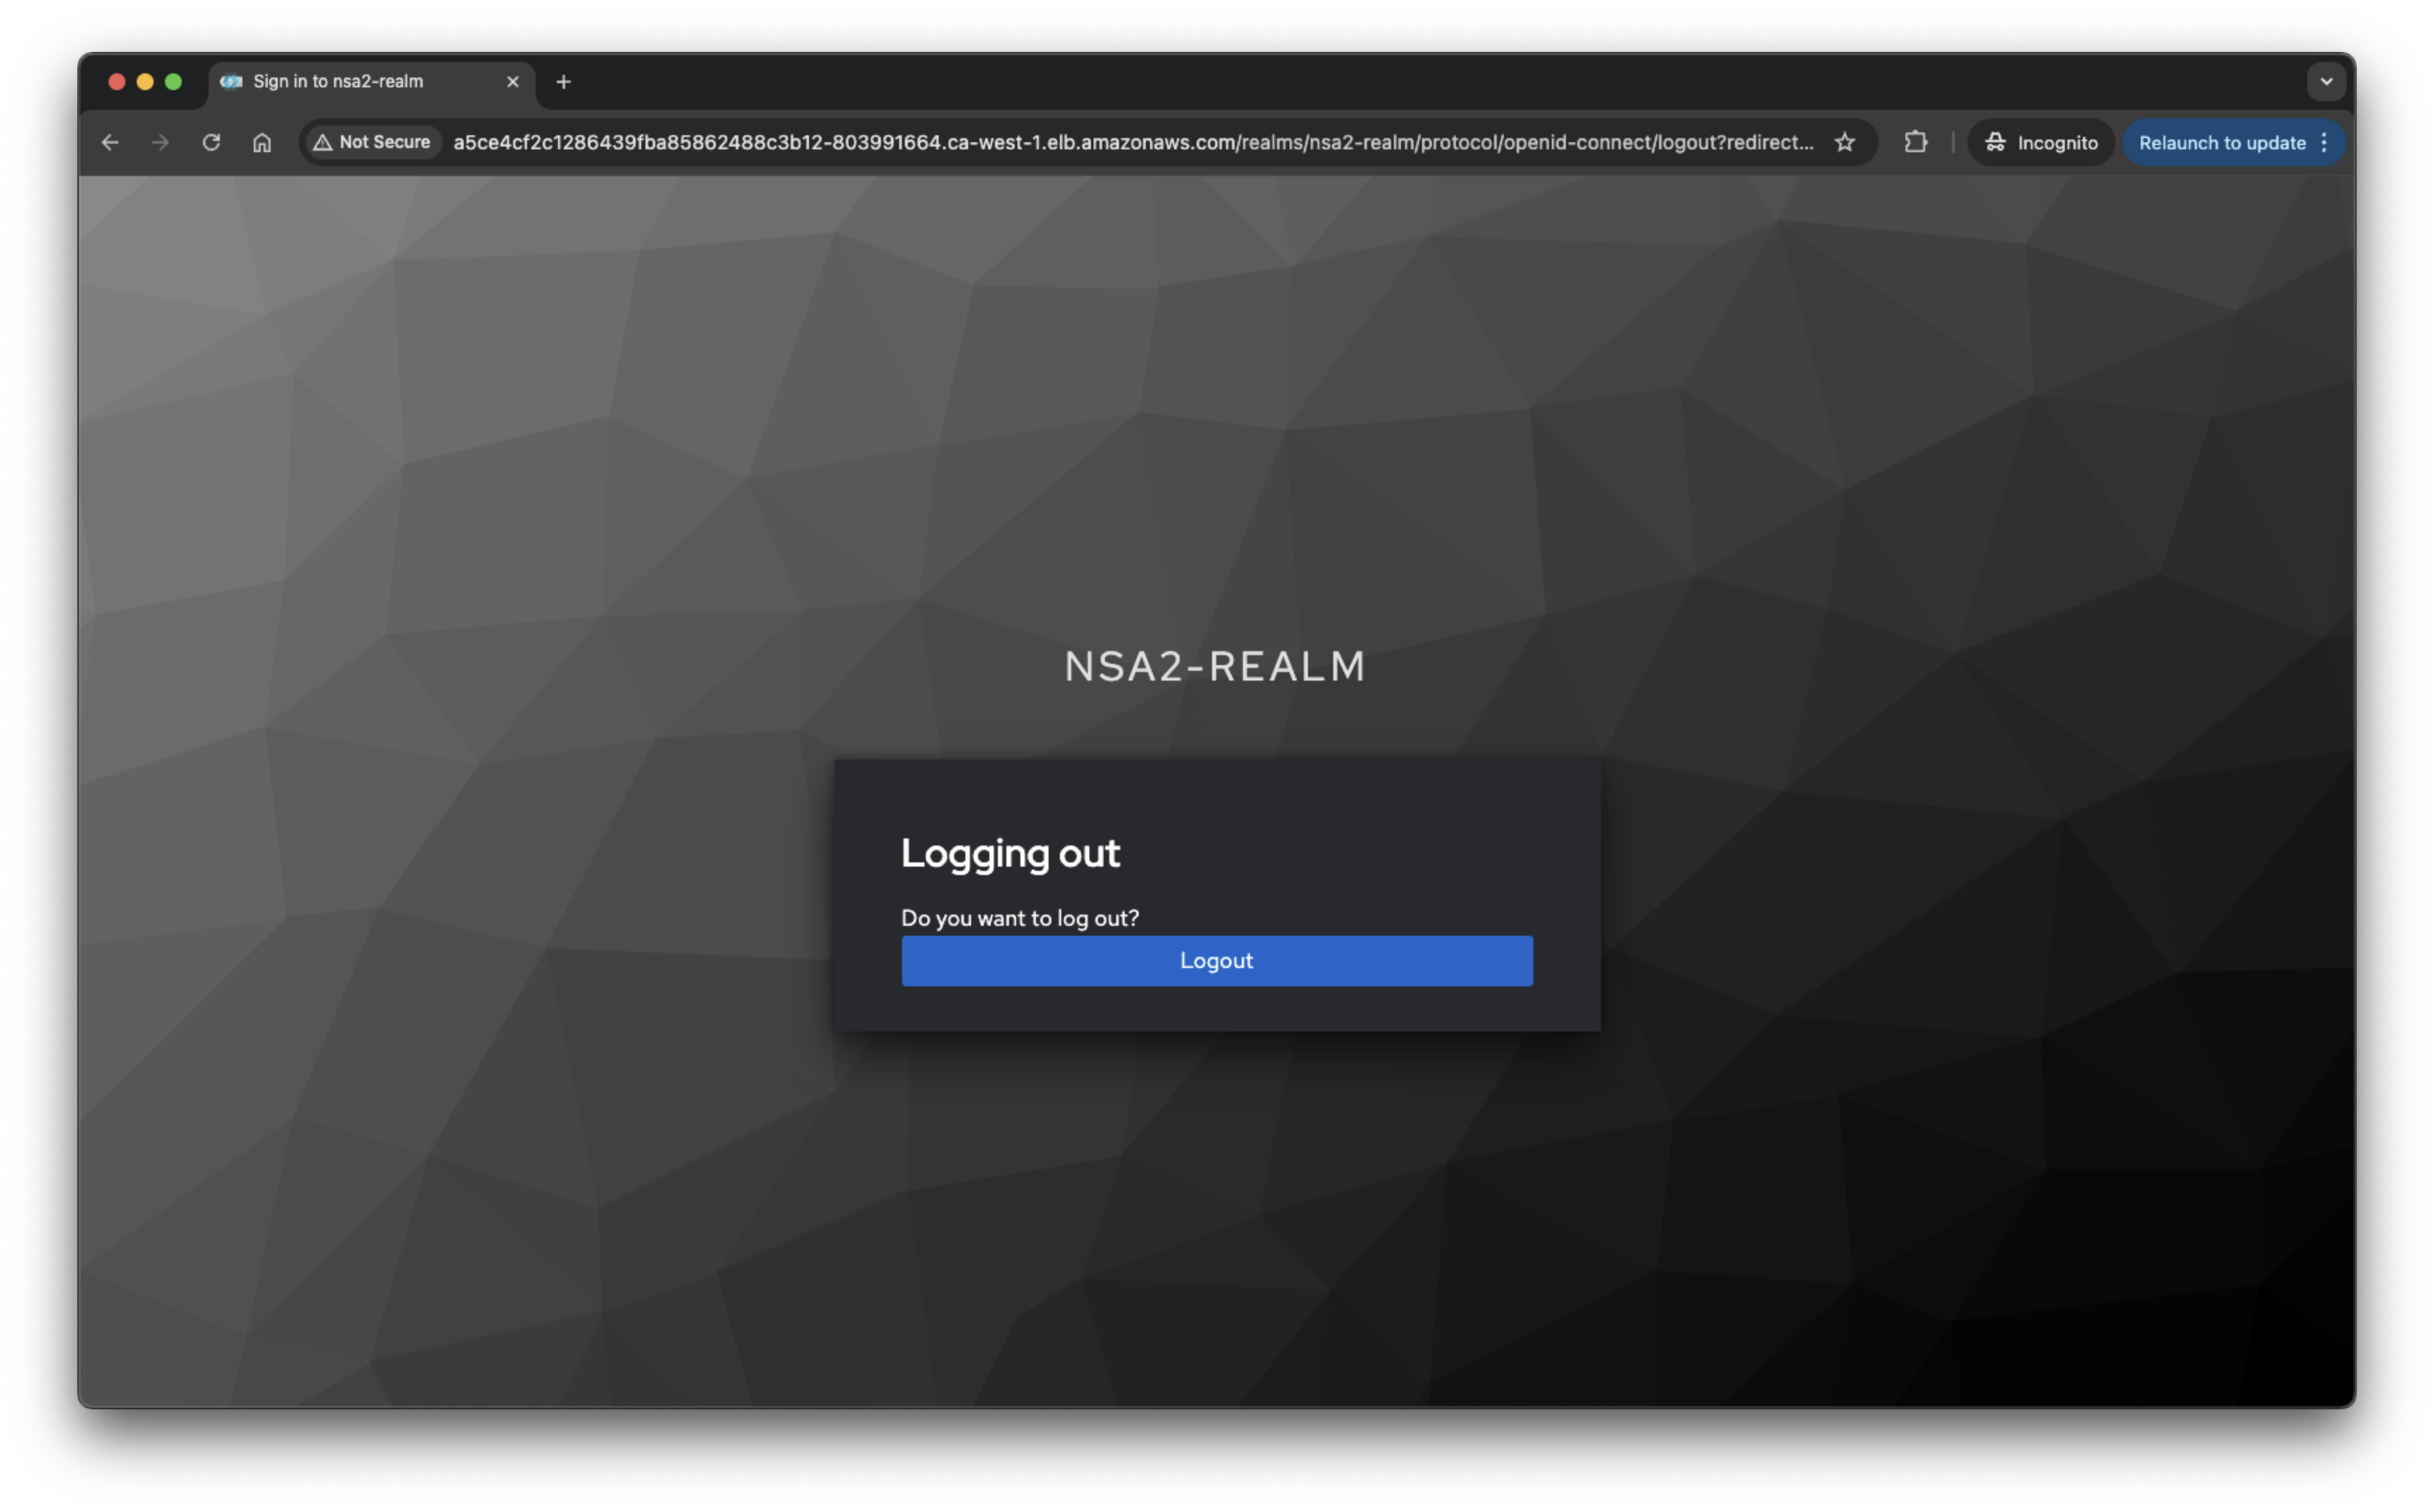 Sign in to nsa2-realm
Not Secure a5ce4cf2c1286439fba85862488c3b12-803991664.ca-west-1.elb.amazonaws.com/realms/nsa2-realm/protocol/openid-connect/logout?redirect... Incognito Relaunch to update
NSA2-REALM
Logging out
Do you want to log out?
Logout